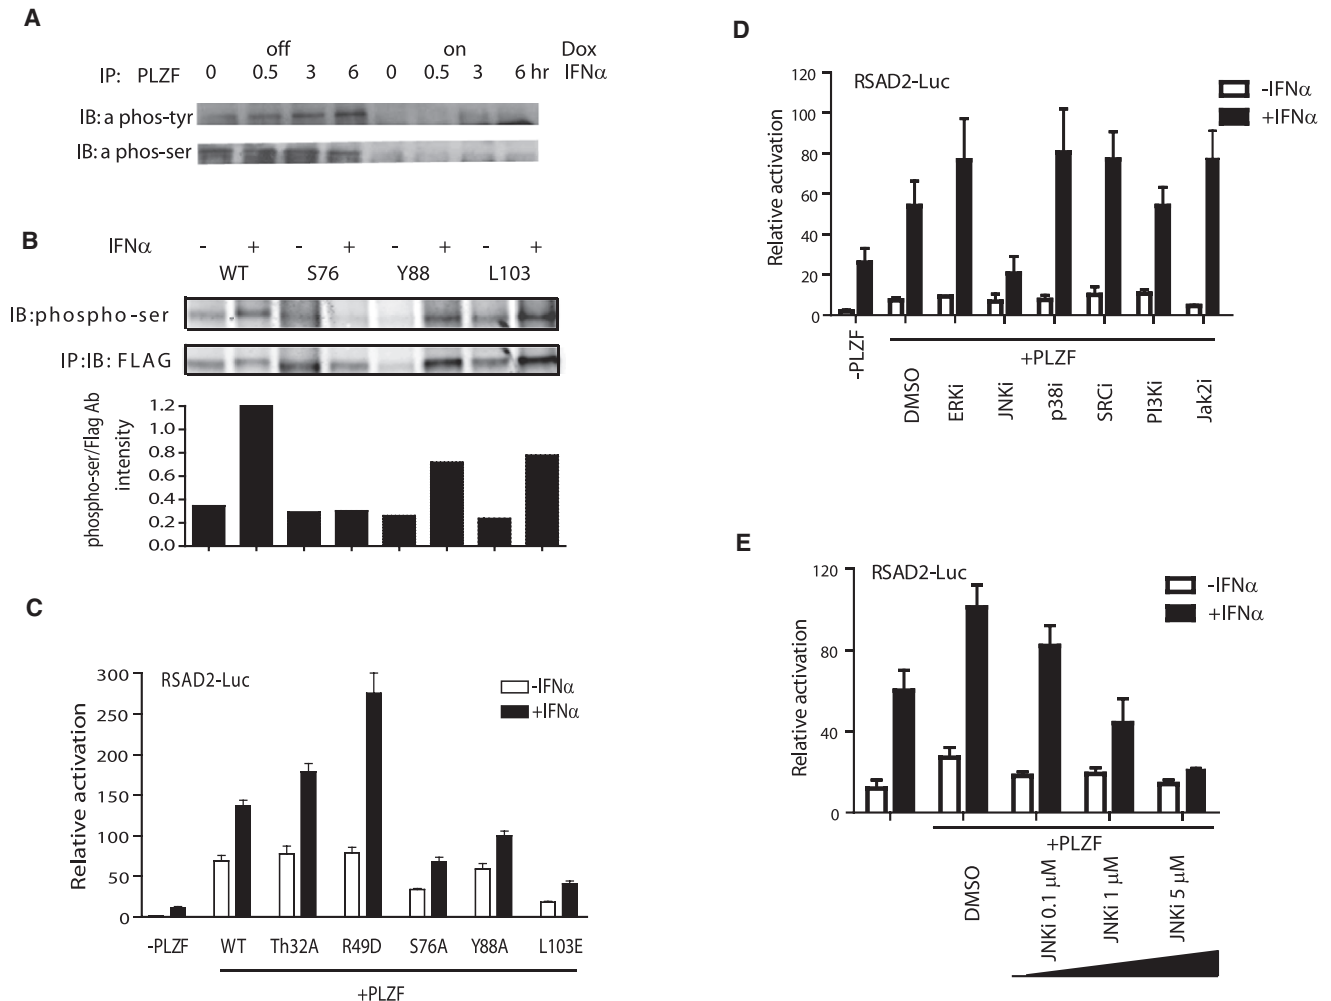 A
off on Dox
IP: PLZF 0 0.5 3 6 0 0.5 3 6 hr IFNα
IB: a phos-tyr
IB: a phos-ser
B
IFNα - + - + - + - +
WT S76 Y88 L103
IB:phospho-ser
IP:IB: FLAG
phospho-ser/Flag Ab
intensity
1.2
1.0
0.8
0.6
0.4
0.2
0.0
C
RSAD2-Luc
-IFNα
+IFNα
Relative activation
300
250
200
150
100
50
0
-PLZF WT Th32A R49D S76A Y88A L103E
+PLZF
D
RSAD2-Luc
-IFNα
+IFNα
Relative activation
120
100
80
60
40
20
0
-PLZF
+PLZF
DMSO
ERKi
JNKi
p38i
SRCi
PI3Ki
Jak2i
E
RSAD2-Luc
-IFNα
+IFNα
Relative activation
120
80
40
0
+PLZF
DMSO
JNKi 0.1 µM
JNKi 1 µM
JNKi 5 µM